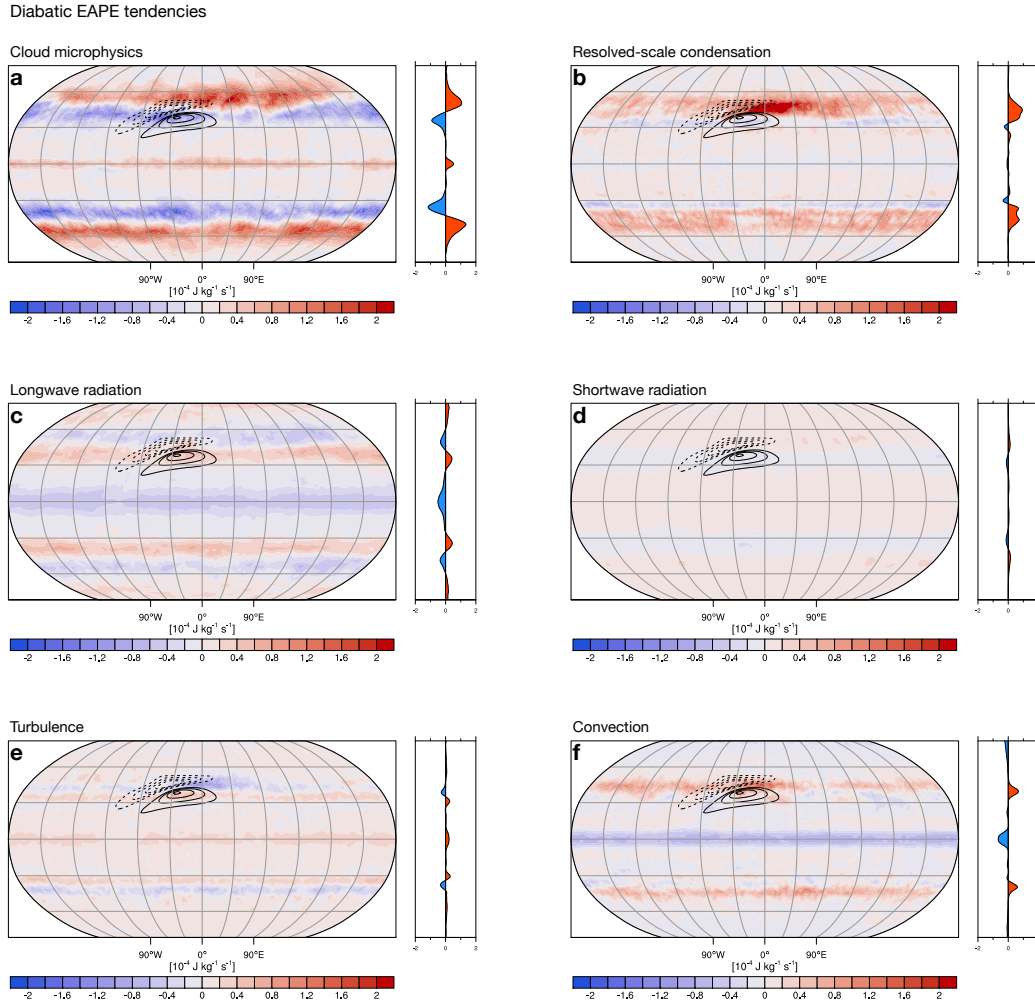 Diabatic EAPE tendencies
Cloud microphysics
Resolved-scale condensation
a
b
-2 0 2
-2 0 2
90°W 0° 90°E
90°W 0° 90°E
[10⁻⁴ J kg⁻¹ s⁻¹]
[10⁻⁴ J kg⁻¹ s⁻¹]
-2 -1.6 -1.2 -0.8 -0.4 0 0.4 0.8 1.2 1.6 2
-2 -1.6 -1.2 -0.8 -0.4 0 0.4 0.8 1.2 1.6 2
Longwave radiation
Shortwave radiation
c
d
-2 0 2
-2 0 2
90°W 0° 90°E
90°W 0° 90°E
[10⁻⁴ J kg⁻¹ s⁻¹]
[10⁻⁴ J kg⁻¹ s⁻¹]
-2 -1.6 -1.2 -0.8 -0.4 0 0.4 0.8 1.2 1.6 2
-2 -1.6 -1.2 -0.8 -0.4 0 0.4 0.8 1.2 1.6 2
Turbulence
Convection
e
f
-2 0 2
-2 0 2
90°W 0° 90°E
90°W 0° 90°E
[10⁻⁴ J kg⁻¹ s⁻¹]
[10⁻⁴ J kg⁻¹ s⁻¹]
-2 -1.6 -1.2 -0.8 -0.4 0 0.4 0.8 1.2 1.6 2
-2 -1.6 -1.2 -0.8 -0.4 0 0.4 0.8 1.2 1.6 2